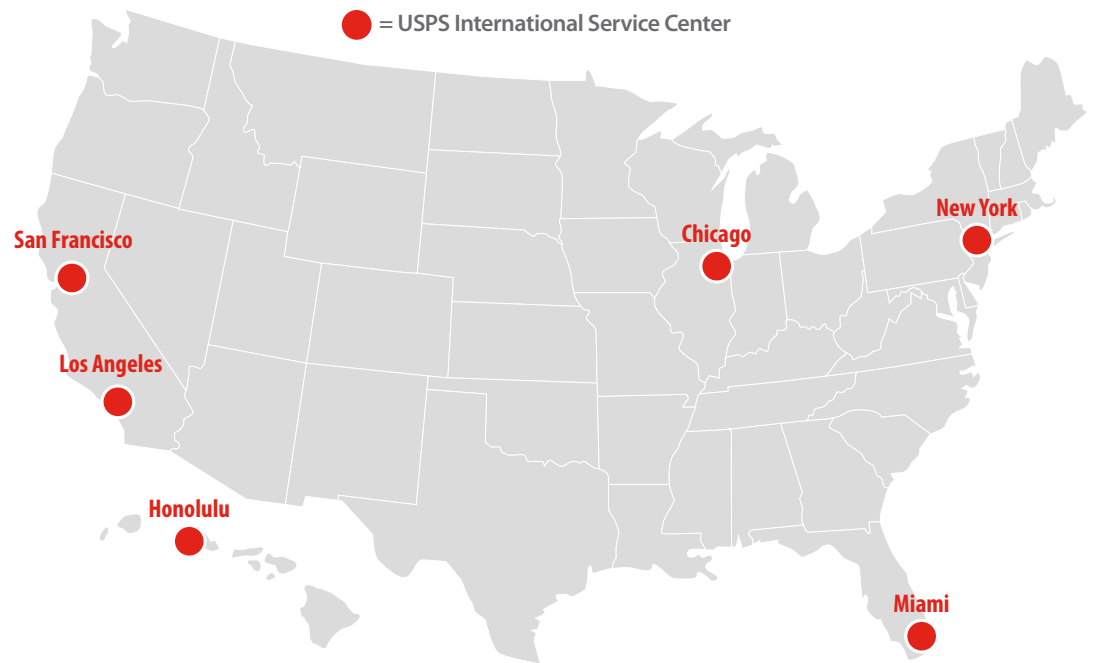 = USPS International Service Center
New York
Chicago
San Francisco
Los Angeles
Honolulu
Miami